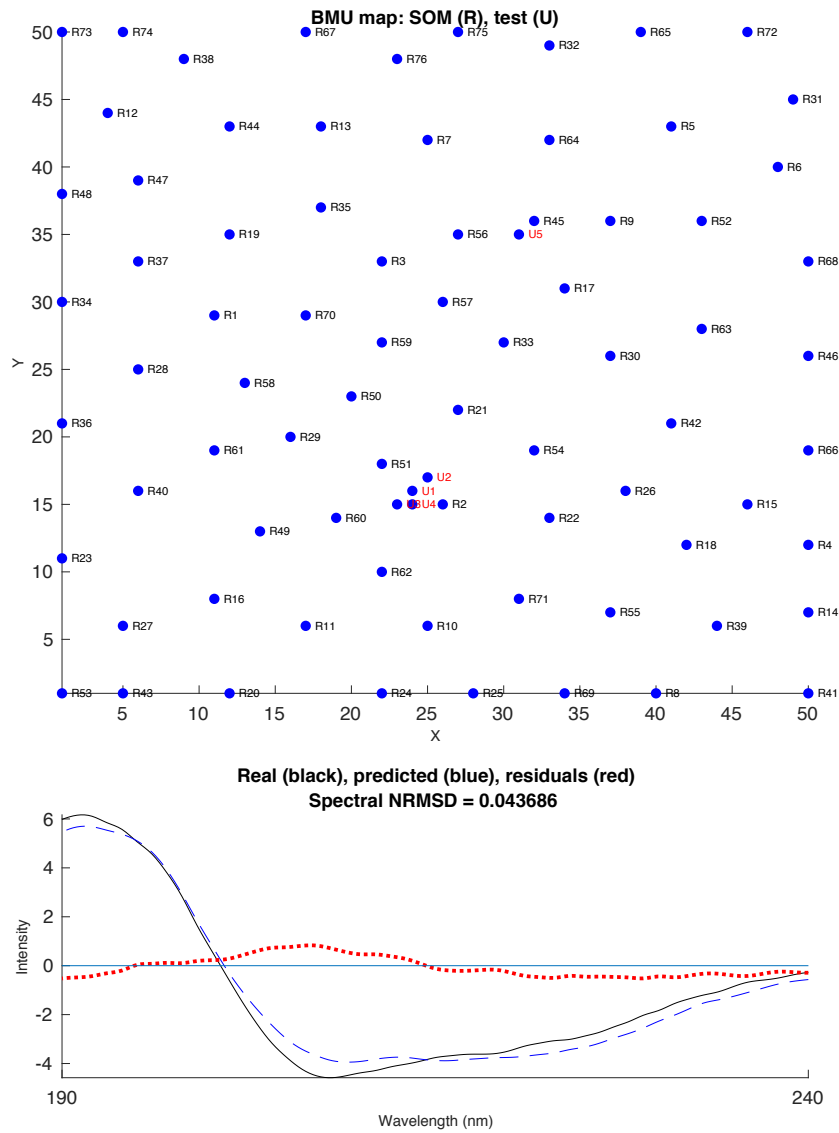 BMU map: SOM (R), test (U)
50 R73 R74 R67 R75 R65 R72
R32
R38 R76
45 R31
R12
R44 R13 R5
R7 R64
40 R6
R47
R48
R35
R45 R9 R52
35 R19 R56 U5
R37 R3 R68
R17
30 R34 R57
R1 R70
R63
R59 R33
R30 R46
25 R28
R58
R50
R21
R36 R42
20 R29
R61 R54 R66
R51
U2
R40 U1 R26
15 U4 R2 R15
R60 R22
R49
R18 R4
R23
10 R62
R16 R71
R55 R14
R27 R11 R10 R39
5
R53 R43 R20 R24 R25 R69 R8 R41
5 10 15 20 25 30 35 40 45 50
X
Y
Real (black), predicted (blue), residuals (red)
Spectral NRMSD = 0.043686
6
4
2
0
-2
-4
Intensity
190 240
Wavelength (nm)